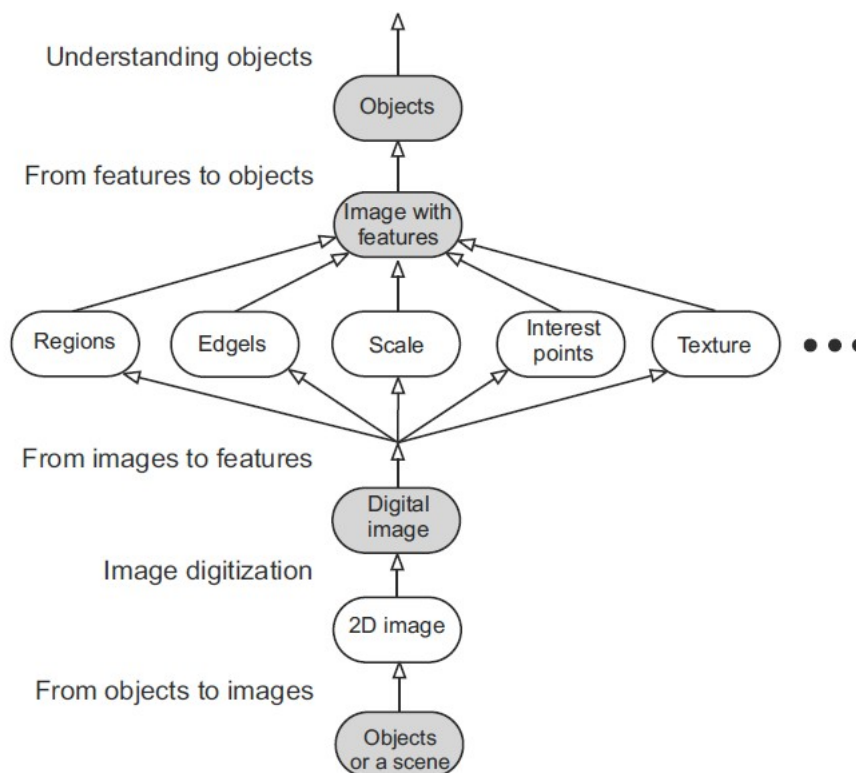 Understanding objects
Objects
From features to objects
Image with
features
Regions
Edgels
Scale
Interest
points
Texture
From images to features
Digital
image
Image digitization
2D image
From objects to images
Objects
or a scene